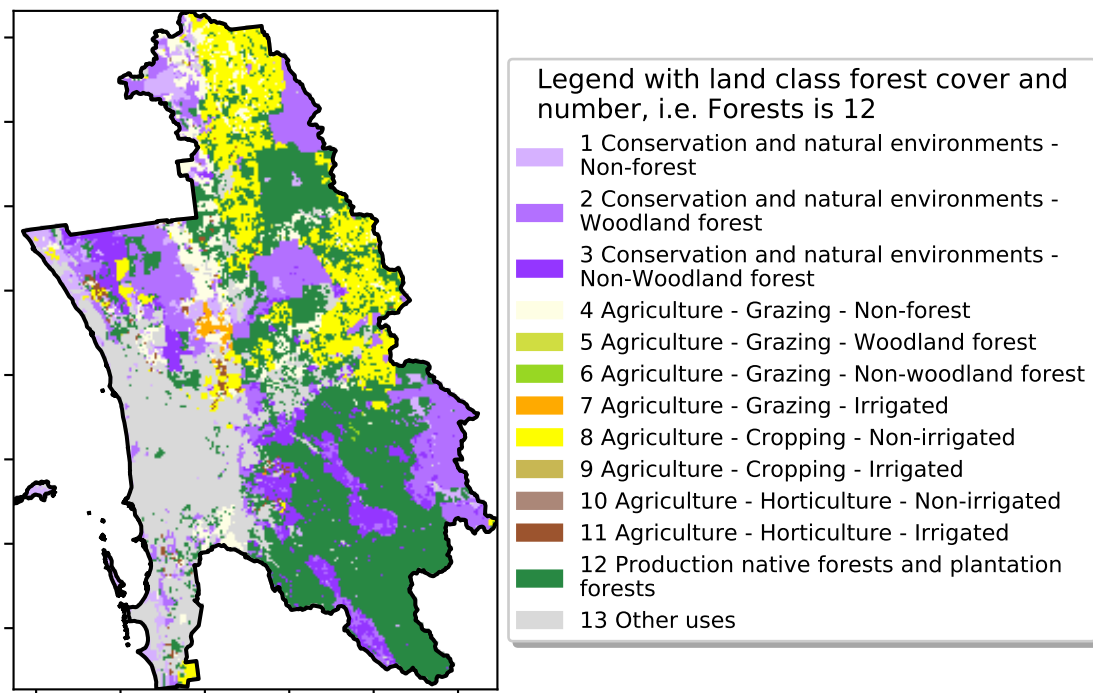 Legend with land class forest cover and
number, i.e. Forests is 12
1 Conservation and natural environments -
Non-forest
2 Conservation and natural environments -
Woodland forest
3 Conservation and natural environments -
Non-Woodland forest
4 Agriculture - Grazing - Non-forest
5 Agriculture - Grazing - Woodland forest
6 Agriculture - Grazing - Non-woodland forest
7 Agriculture - Grazing - Irrigated
8 Agriculture - Cropping - Non-irrigated
9 Agriculture - Cropping - Irrigated
10 Agriculture - Horticulture - Non-irrigated
11 Agriculture - Horticulture - Irrigated
12 Production native forests and plantation
forests
13 Other uses